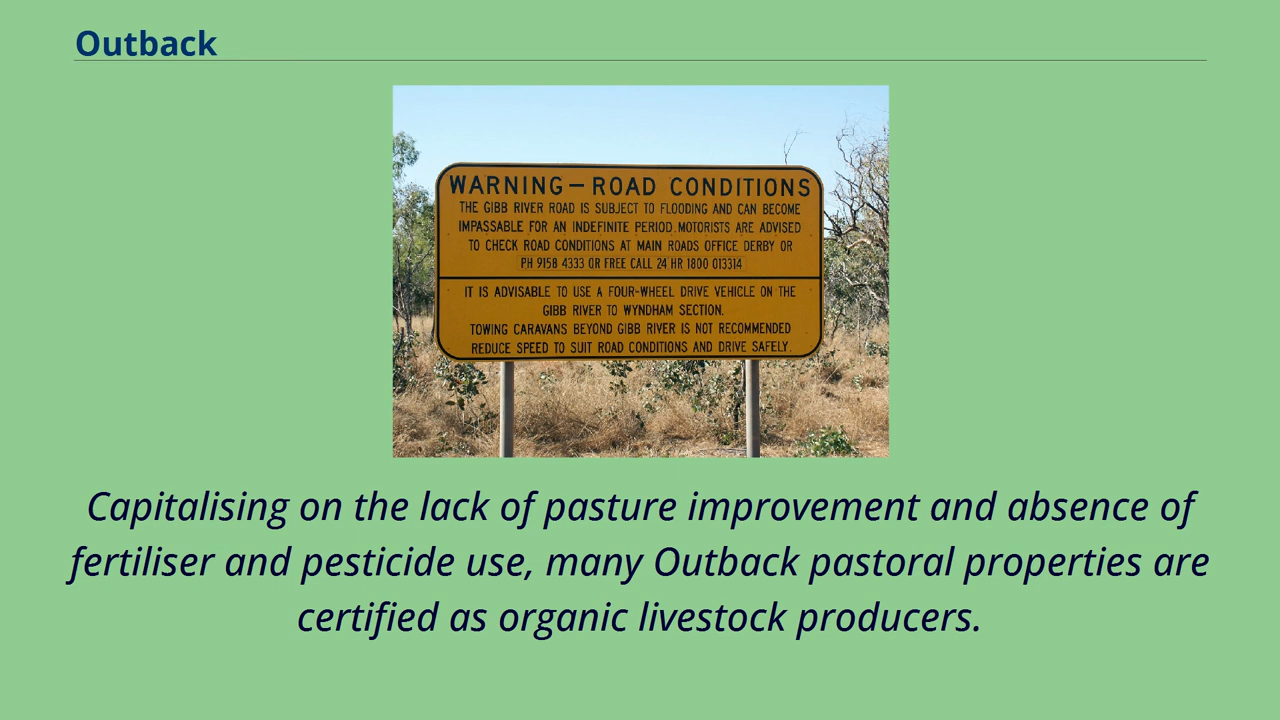 Outback
WARNING – ROAD CONDITIONS
THE GIBB RIVER ROAD IS SUBJECT TO FLOODING AND CAN BECOME
IMPASSABLE FOR AN INDEFINITE PERIOD. MOTORISTS ARE ADVISED
TO CHECK ROAD CONDITIONS AT MAIN ROADS OFFICE DERBY OR
PH 9158 4333 OR FREE CALL 24 HR 1800 013314
IT IS ADVISABLE TO USE A FOUR-WHEEL DRIVE VEHICLE ON THE
GIBB RIVER TO WYNDHAM SECTION.
TOWING CARAVANS BEYOND GIBB RIVER IS NOT RECOMMENDED
REDUCE SPEED TO SUIT ROAD CONDITIONS AND DRIVE SAFELY.
Capitalising on the lack of pasture improvement and absence of
fertiliser and pesticide use, many Outback pastoral properties are
certified as organic livestock producers.